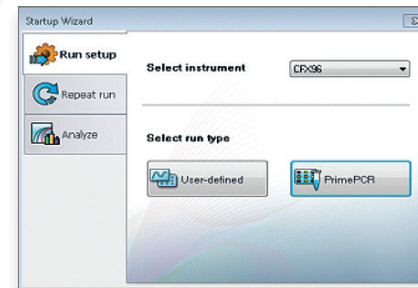 Startup Wizard
Run setup
Select instrument
CFX96
Repeat run
Analyze
Select run type
User-defined
PrimePCR